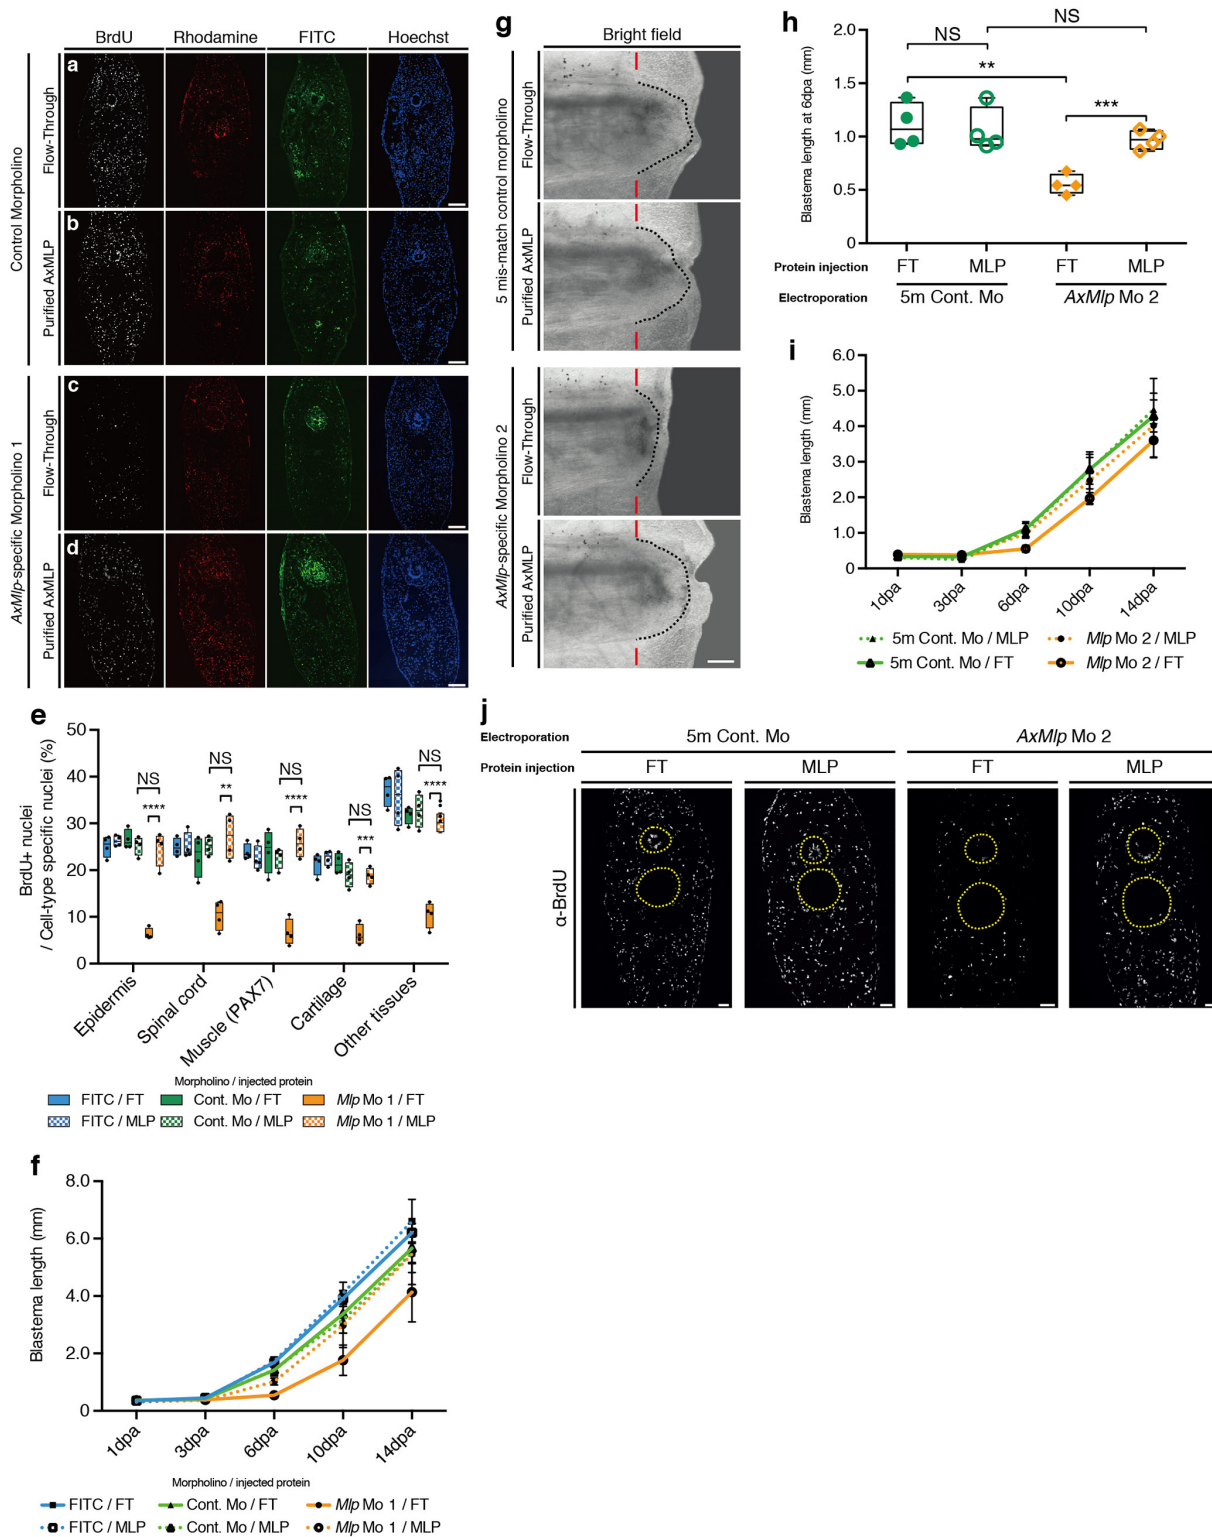 BrdU Rhodamine FITC Hoechst
Control Morpholino
Flow-Through
a
Purified AxMLP
b
AxMlp-specific Morpholino 1
Flow-Through
c
Purified AxMLP
d
e
BrdU+ nuclei
/ Cell-type specific nuclei (%)
50
40
30
20
10
0
NS NS NS NS NS
**** ** **** *** ****
Epidermis
Spinal cord
Muscle (PAX7)
Cartilage
Other tissues
Morpholino / injected protein
FITC / FT Cont. Mo / FT Mlp Mo 1 / FT
FITC / MLP Cont. Mo / MLP Mlp Mo 1 / MLP
f
Blastema length (mm)
8.0
6.0
4.0
2.0
0
1dpa
3dpa
6dpa
10dpa
14dpa
Morpholino / injected protein
FITC / FT Cont. Mo / FT Mlp Mo 1 / FT
FITC / MLP Cont. Mo / MLP Mlp Mo 1 / MLP
g
Bright field
5 mis-match control morpholino
Flow-Through
Purified AxMLP
AxMlp-specific Morpholino 2
Flow-Through
Purified AxMLP
h
Blastema length at 6dpa (mm)
2.0
1.5
1.0
0.5
0
NS
NS
**
***
Protein injection FT MLP FT MLP
Electroporation 5m Cont. Mo AxMlp Mo 2
i
Blastema length (mm)
6.0
5.0
4.0
3.0
2.0
1.0
0
1dpa
3dpa
6dpa
10dpa
14dpa
5m Cont. Mo / MLP Mlp Mo 2 / MLP
5m Cont. Mo / FT Mlp Mo 2 / FT
j
Electroporation 5m Cont. Mo AxMlp Mo 2
Protein injection FT MLP FT MLP
α-BrdU